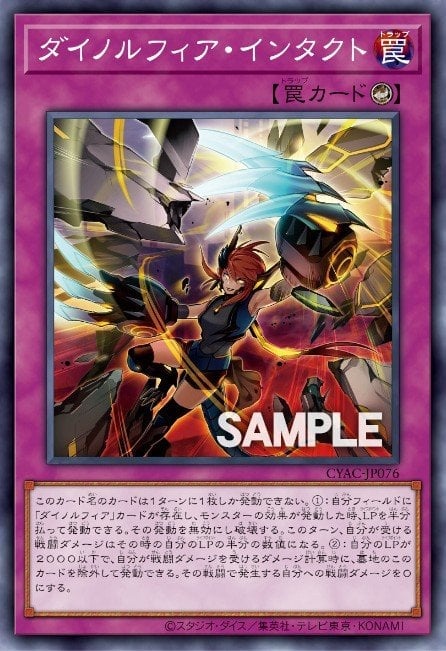 ダイノルフィア・インタクト
トラップ
罠
トラップ
【罠カード】
SAMPLE
CYAC-JP076
このカード名のカードは1ターンに1枚しか発動できない。①：自分フィールドに
「ダイノルフィア」カードが存在し、モンスターの効果が発動した時、LPを半分
払って発動できる。その発動を無効にし破壊する。このターン、自分が受ける
戦闘ダメージはその時の自分のLPの半分の数値になる。②：自分のLPが
2000以下で、自分が戦闘ダメージを受けるダメージ計算時に、墓地のこの
カードを除外して発動できる。その戦闘で発生する自分への戦闘ダメージを0
にする。
©スタジオ・ダイス／集英社・テレビ東京・KONAMI